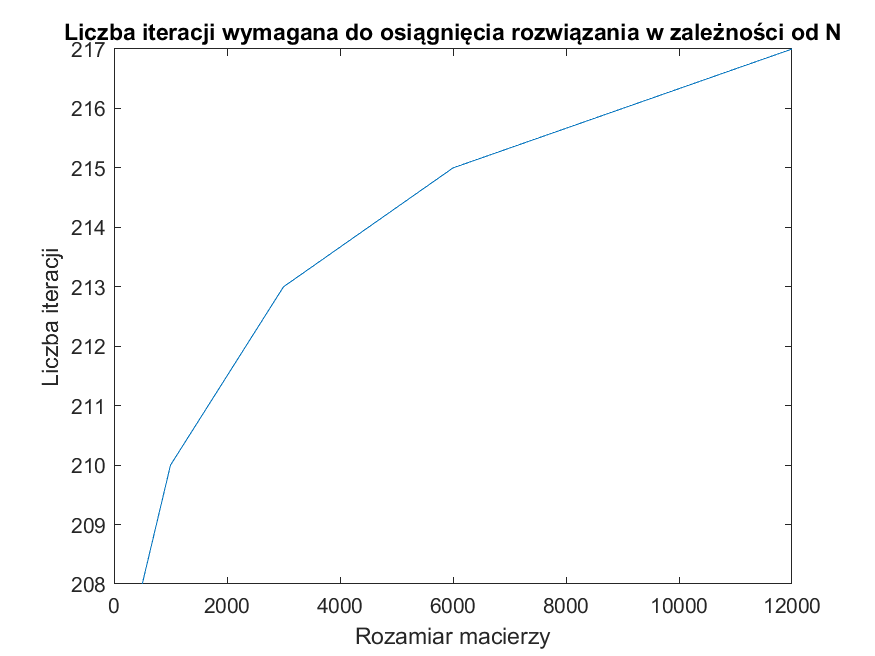 Liczba iteracji wymagana do osiągnięcia rozwiązania w zależności od N
217
216
215
214
213
212
211
210
209
208
Liczba iteracji
0 2000 4000 6000 8000 10000 12000
Rozamiar macierzy